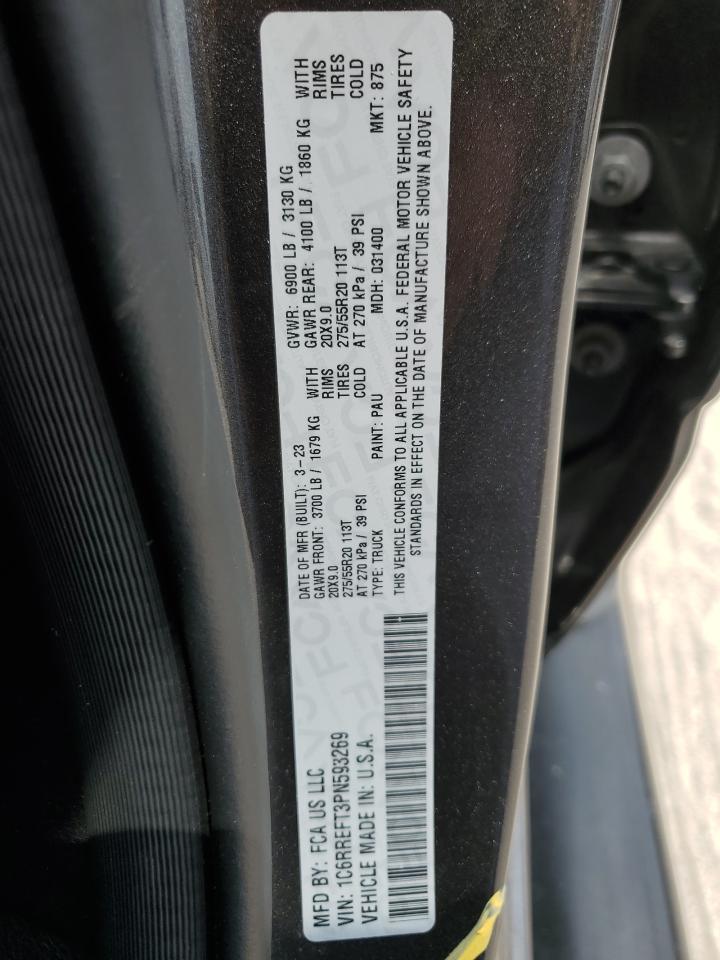 MFD BY: FCA US LLC
VIN: 1C6RREFT3PN593269
VEHICLE MADE IN: U.S.A.
DATE OF MFR (BUILT): 3-23
GAWR FRONT: 3700 LB / 1679 KG WITH
20X9.0 RIMS
275/55R20 113T TIRES
AT 270 kPa / 39 PSI COLD
GVWR: 6900 LB / 3130 KG
GAWR REAR: 4100 LB / 1860 KG WITH
20X9.0 RIMS
275/55R20 113T TIRES
AT 270 kPa / 39 PSI COLD
TYPE: TRUCK PAINT: PAU MDH: 031400 MKT: 875
THIS VEHICLE CONFORMS TO ALL APPLICABLE U.S.A. FEDERAL MOTOR VEHICLE SAFETY
STANDARDS IN EFFECT ON THE DATE OF MANUFACTURE SHOWN ABOVE.